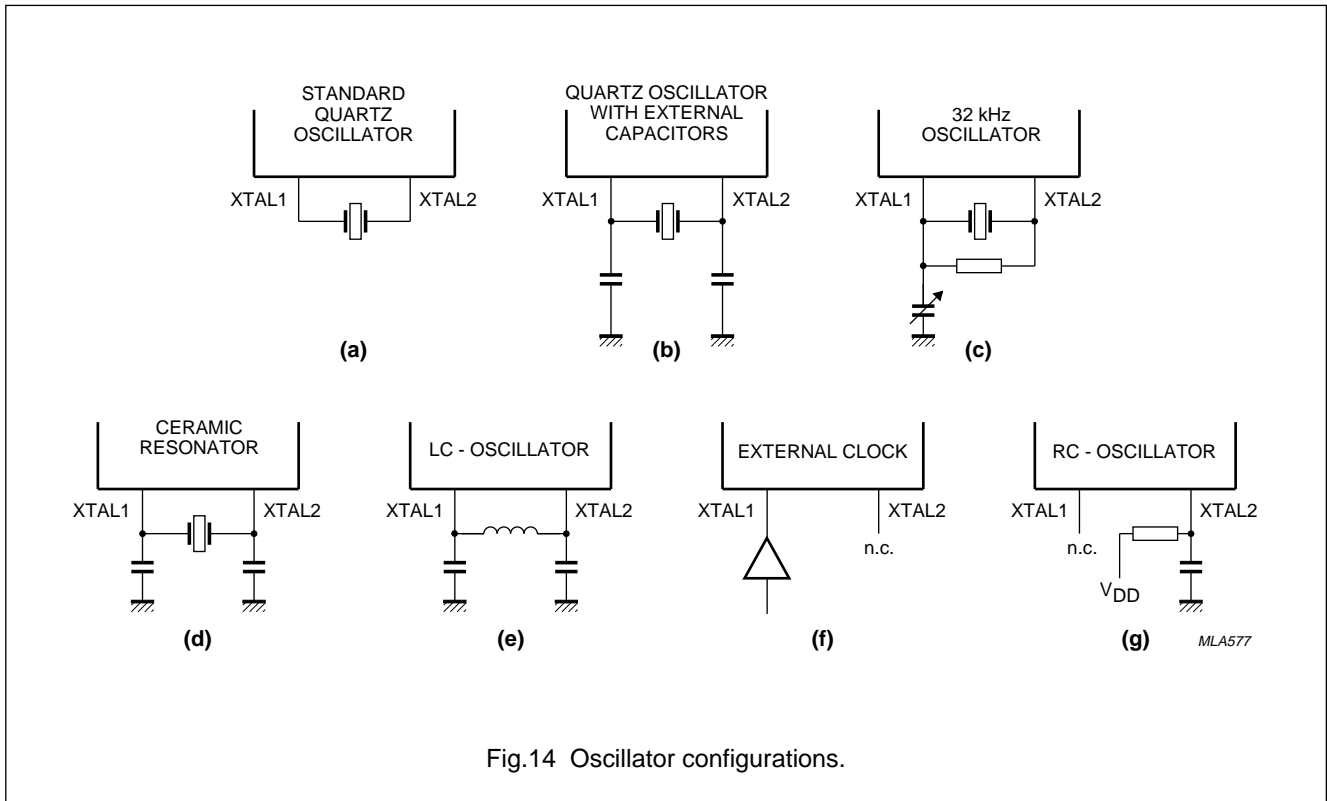 STANDARD
QUARTZ
OSCILLATOR
XTAL1
XTAL2
(a)
QUARTZ OSCILLATOR
WITH EXTERNAL
CAPACITORS
XTAL1
XTAL2
(b)
32 kHz
OSCILLATOR
XTAL1
XTAL2
(c)
CERAMIC
RESONATOR
XTAL1
XTAL2
(d)
LC - OSCILLATOR
XTAL1
XTAL2
(e)
EXTERNAL CLOCK
XTAL1
XTAL2
n.c.
(f)
RC - OSCILLATOR
XTAL1
XTAL2
n.c.
VDD
(g)
MLA577
Fig.14 Oscillator configurations.